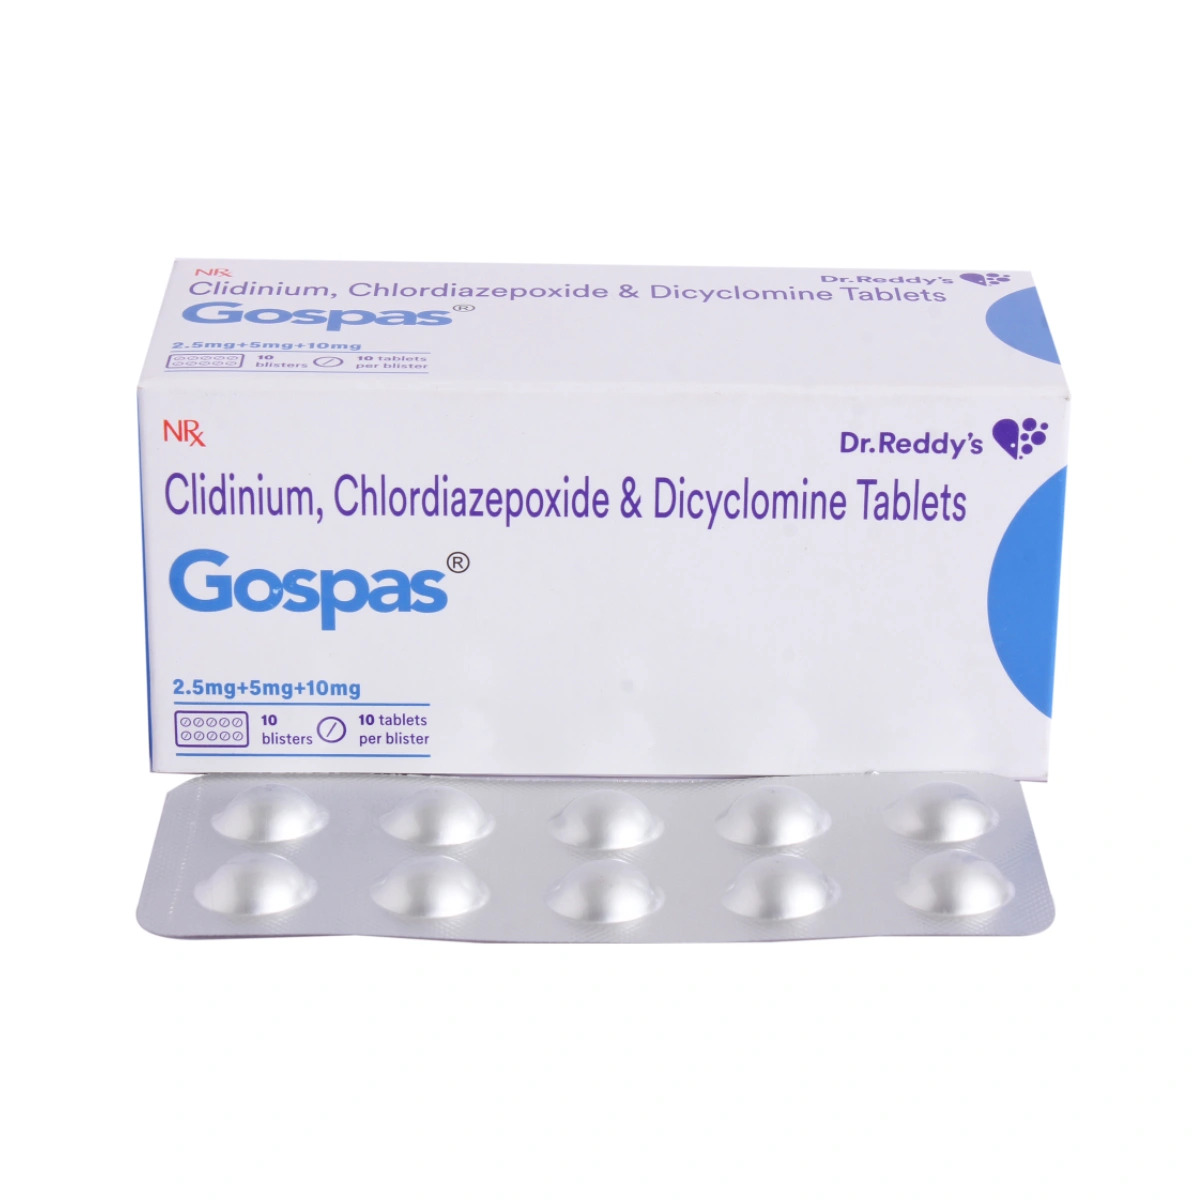 NRx
Dr.Reddy's
Clidinium, Chlordiazepoxide & Dicyclomine Tablets
Gospas®
2.5mg+5mg+10mg
10 blisters
10 tablets per blister
NRx
Dr.Reddy's
Clidinium, Chlordiazepoxide & Dicyclomine Tablets
Gospas®
2.5mg+5mg+10mg
10
blisters
10 tablets
per blister